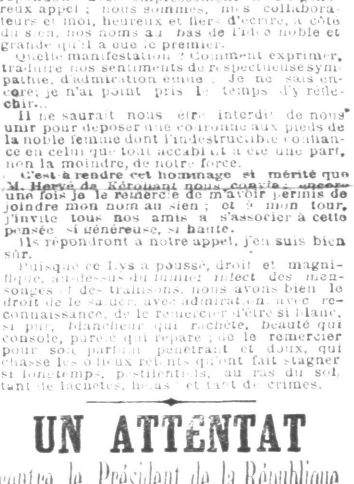 reux appel ; nous sommes, mes collabora-
teurs et moi, heureux et fiers d'écrire, à côté
du sien, nos noms au bas de l'idée noble et
grande qu'il a eue le premier.
Quelle manifestation ? Comment exprimer,
traduire nos sentiments de respectueuse sym-
pathie, d'admiration émue ? Je ne sais en-
core; je n'ai point pris le temps d'y réflé-
chir...
Il ne saurait nous être interdit de nous
unir pour déposer une couronne aux pieds de
la noble femme dont l'indestructible confian-
ce en celui que tout accablait a été une part,
non la moindre, de notre force.
C'est à rendre cet hommage si mérité que
M. Hervé de Kérohant nous convie; encore
une fois je le remercie de m'avoir permis de
joindre mon nom au sien ; et à mon tour,
j'invite tous nos amis a s'associer à cette
pensée si généreuse, si haute.
Ils répondront à notre appel, j'en suis bien
sûr.
Puisque ce Lys a poussé, droit et magni-
fique, au-dessus du fumier infect des men-
songes et des trahisons, nous avons bien le
droit de le saluer, avec admiration, avec re-
connaissance, de le remercier d'être si blanc,
si pur, blancheur qui rachète, beauté qui
console, pureté qui répare ; de le remercier
pour son parfum pénétrant et doux, qui
chasse les odieux relents qu'ont fait stagner
si longtemps, pestilentiels, au ras du sol,
tant de lâchetés, hélas ! et tant de crimes.
UN ATTENTAT
contre le Président de la République